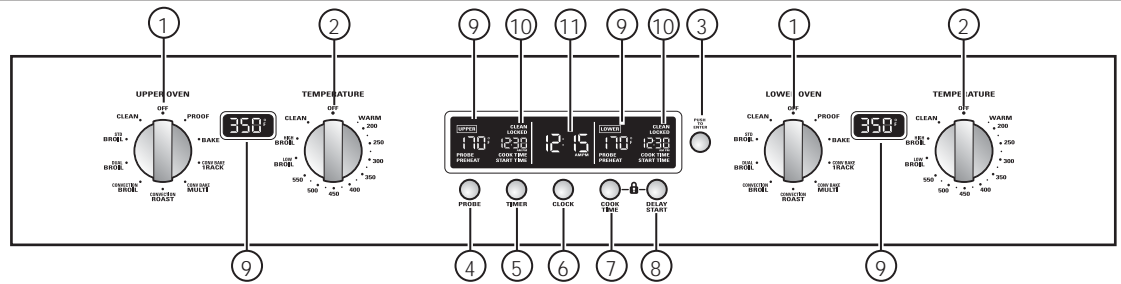 1 2 9 10 11 9 10 3 1 2
UPPER OVEN
OFF
PROOF
BAKE
CONV BAKE
1RACK
CONV BAKE
MULTI
CONVECTION
ROAST
CONVECTION
BROIL
DUAL
BROIL
STD
BROIL
CLEAN
350°F
9
TEMPERATURE
OFF
WARM
200
250
300
350
400
450
500
550
LOW
BROIL
HIGH
BROIL
UPPER
CLEAN
LOCKED
170°F
12:30
PROBE
PREHEAT
COOK TIME
START TIME
12:15
AMPM
LOWER
CLEAN
LOCKED
170°F
12:30
PROBE
PREHEAT
COOK TIME
START TIME
PUSH
TO
ENTER
PROBE
TIMER
CLOCK
COOK
TIME
DELAY
START
4 5 6 7 8
LOWER OVEN
OFF
PROOF
BAKE
CONV BAKE
1RACK
CONV BAKE
MULTI
CONVECTION
ROAST
CONVECTION
BROIL
DUAL
BROIL
STD
BROIL
CLEAN
350°F
9
TEMPERATURE
OFF
WARM
200
250
300
350
400
450
500
550
LOW
BROIL
HIGH
BROIL